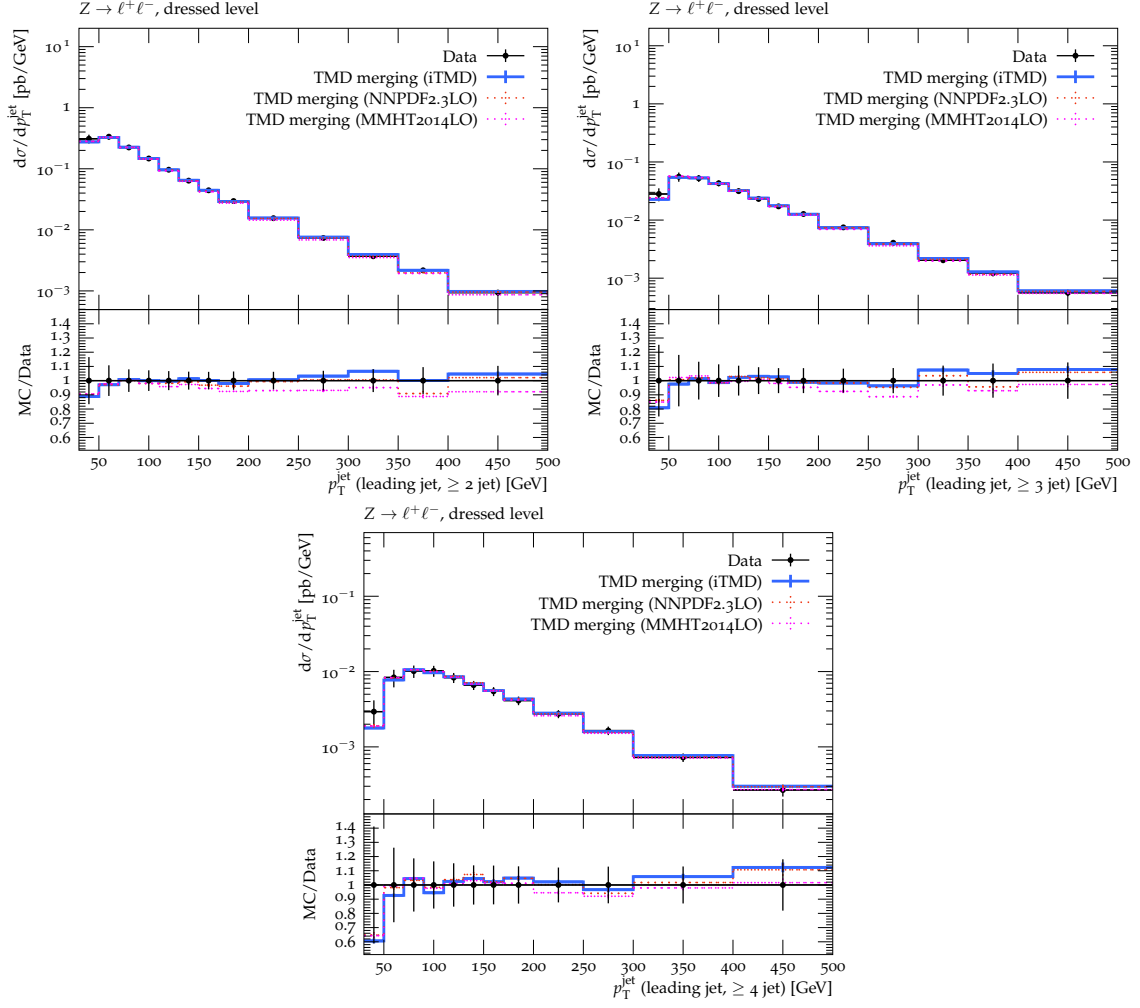 Z → ℓ⁺ℓ⁻, dressed level
dσ/dp_T^jet [pb/GeV]
Data
TMD merging (iTMD)
TMD merging (NNPDF2.3LO)
TMD merging (MMHT2014LO)
10¹
1
10⁻¹
10⁻²
10⁻³
MC/Data
1.4
1.3
1.2
1.1
1
0.9
0.8
0.7
0.6
50 100 150 200 250 300 350 400 450 500
p_T^jet (leading jet, ≥ 2 jet) [GeV]
Z → ℓ⁺ℓ⁻, dressed level
dσ/dp_T^jet [pb/GeV]
Data
TMD merging (iTMD)
TMD merging (NNPDF2.3LO)
TMD merging (MMHT2014LO)
10¹
1
10⁻¹
10⁻²
10⁻³
MC/Data
1.4
1.3
1.2
1.1
1
0.9
0.8
0.7
0.6
50 100 150 200 250 300 350 400 450 500
p_T^jet (leading jet, ≥ 3 jet) [GeV]
Z → ℓ⁺ℓ⁻, dressed level
dσ/dp_T^jet [pb/GeV]
Data
TMD merging (iTMD)
TMD merging (NNPDF2.3LO)
TMD merging (MMHT2014LO)
10⁻¹
10⁻²
10⁻³
MC/Data
1.4
1.3
1.2
1.1
1
0.9
0.8
0.7
0.6
50 100 150 200 250 300 350 400 450 500
p_T^jet (leading jet, ≥ 4 jet) [GeV]